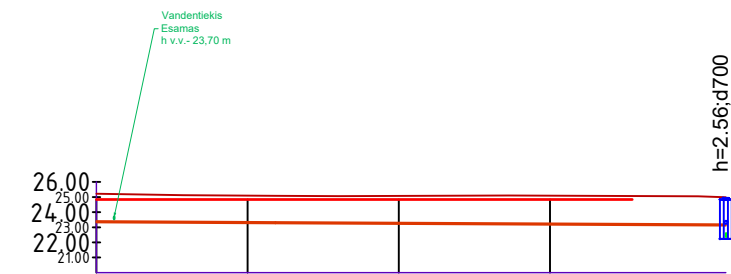 Vandentiekis
Esamas
h v.v.- 23,70 m
h=2.56;d700
26.00
25.00
24.00
23.00
22.00
21.00